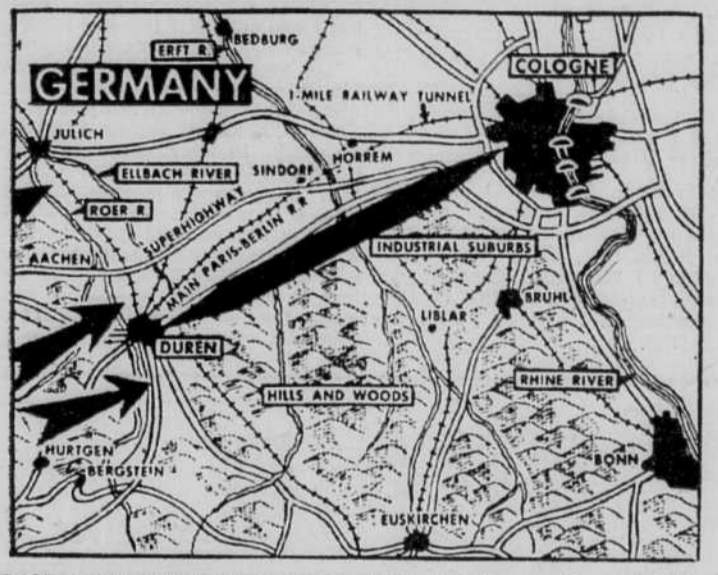 BEDBURG
ERFT R.
COLOGNE
GERMANY
1-MILE RAILWAY TUNNEL
JULICH
HORREM
ELLBACH RIVER
SINDORF
ROER R
SUPERHIGHWAY
MAIN PARIS-BERLIN R.R
AACHEN
INDUSTRIAL SUBURBS
BRUHL
LIBLAR
DUREN
RHINE RIVER
HILLS AND WOODS
HURTGEN
BERGSTEIN
BONN
EUSKIRCHEN